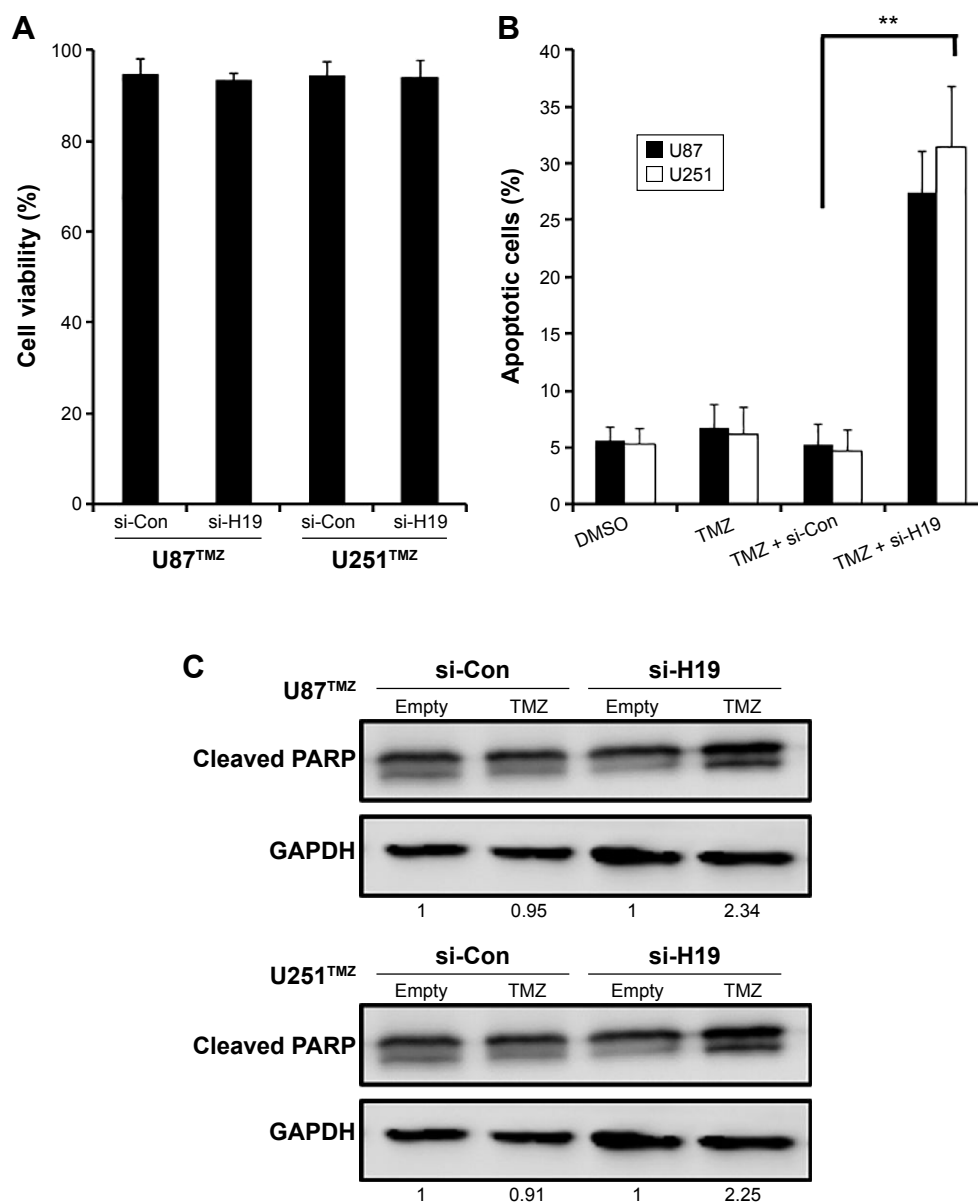 A
Cell viability (%)
100
80
60
40
20
0
si-Con si-H19 si-Con si-H19
U87TMZ U251TMZ
B
**
Apoptotic cells (%)
40
35
30
25
20
15
10
5
0
U87
U251
DMSO TMZ TMZ + si-Con TMZ + si-H19
C
U87TMZ si-Con si-H19
Empty TMZ Empty TMZ
Cleaved PARP
GAPDH
1 0.95 1 2.34
U251TMZ si-Con si-H19
Empty TMZ Empty TMZ
Cleaved PARP
GAPDH
1 0.91 1 2.25